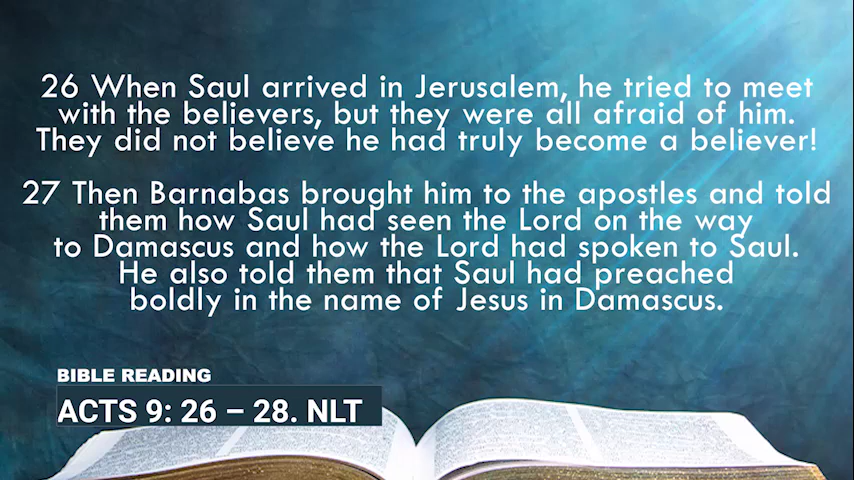 26 When Saul arrived in Jerusalem, he tried to meet
with the believers, but they were all afraid of him.
They did not believe he had truly become a believer!
27 Then Barnabas brought him to the apostles and told
them how Saul had seen the Lord on the way
to Damascus and how the Lord had spoken to Saul.
He also told them that Saul had preached
boldly in the name of Jesus in Damascus.
BIBLE READING
ACTS 9: 26 – 28. NLT